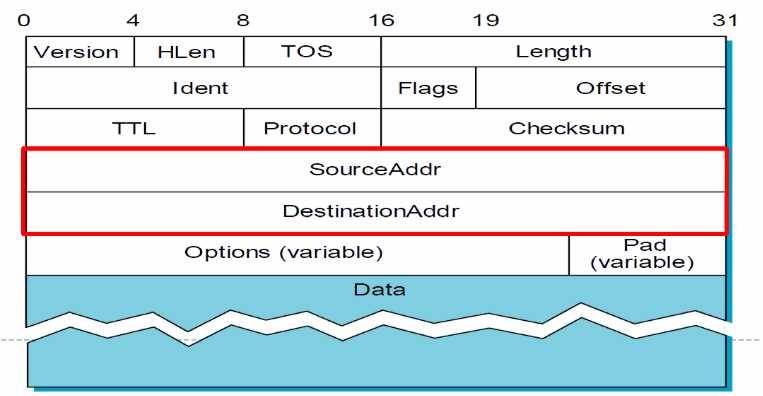 0 4 8 16 19 31
Version HLen TOS Length
Ident Flags Offset
TTL Protocol Checksum
SourceAddr
DestinationAddr
Options (variable) Pad
(variable)
Data